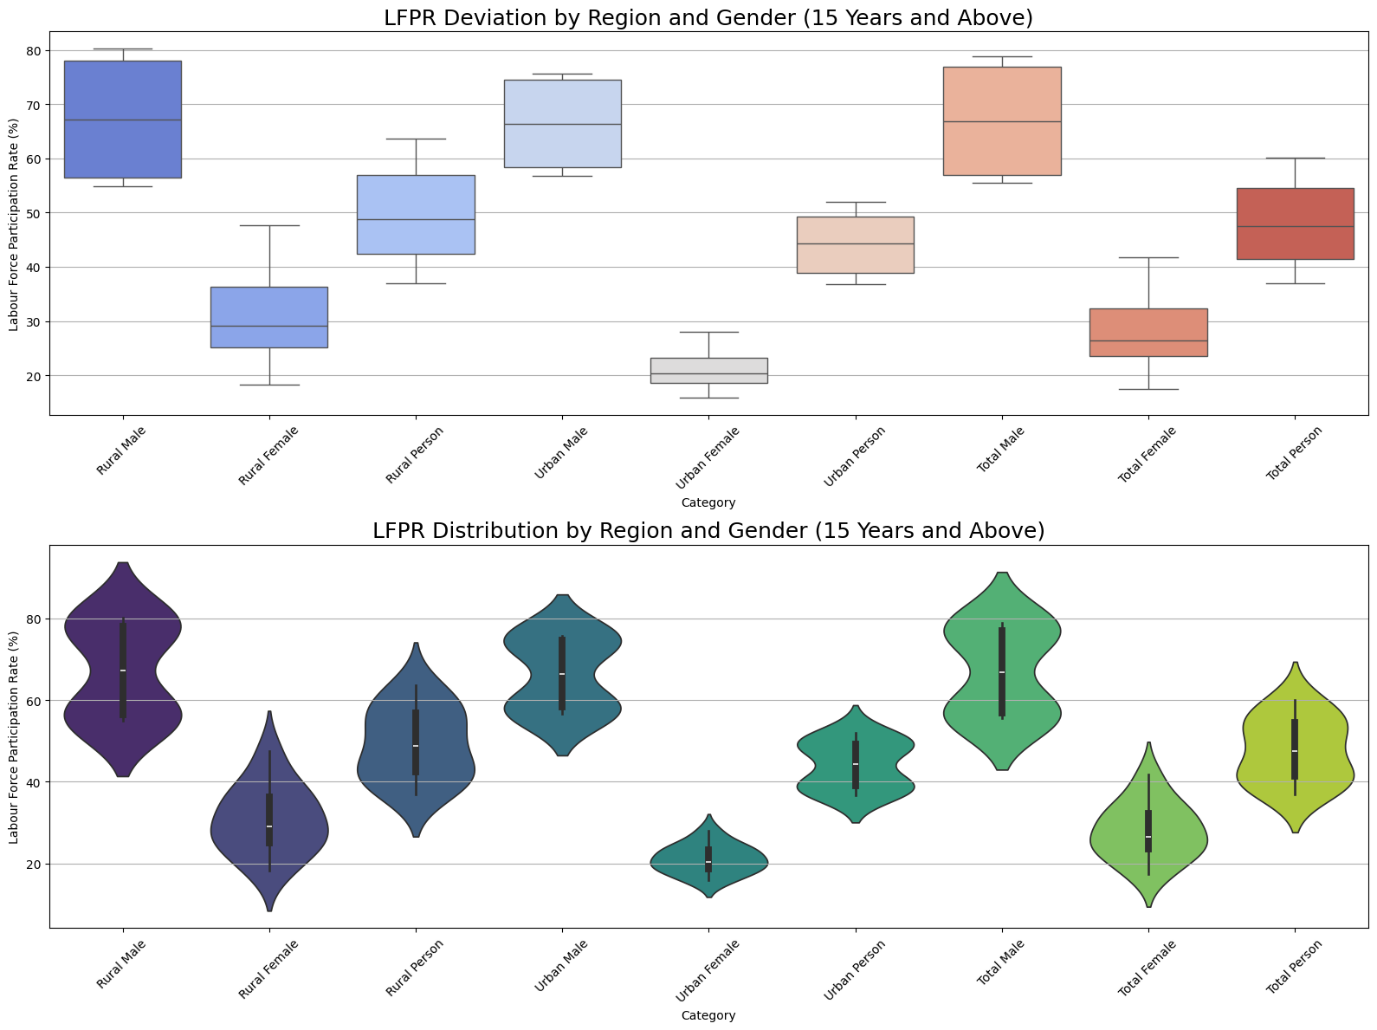 LFPR Deviation by Region and Gender (15 Years and Above)
Labour Force Participation Rate (%)
80
70
60
50
40
30
20
Rural Male
Rural Female
Rural Person
Urban Male
Urban Female
Urban Person
Total Male
Total Female
Total Person
Category
LFPR Distribution by Region and Gender (15 Years and Above)
Labour Force Participation Rate (%)
80
60
40
20
Rural Male
Rural Female
Rural Person
Urban Male
Urban Female
Urban Person
Total Male
Total Female
Total Person
Category